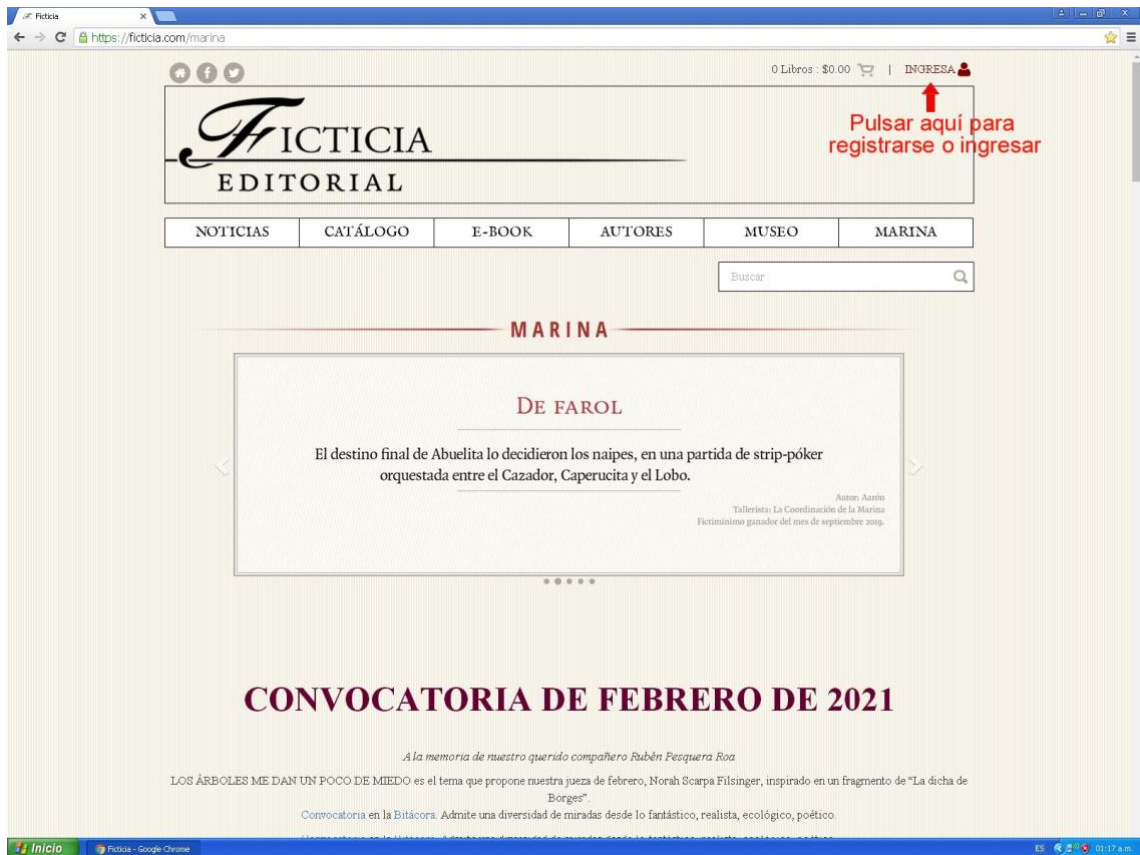 Ficticia
https://ficticia.com/marina
0 Libros : $0.00 | INGRESA
Pulsar aquí para
registrarse o ingresar
FICTICIA
EDITORIAL
NOTICIAS CATÁLOGO E-BOOK AUTORES MUSEO MARINA
Buscar
MARINA
DE FAROL
El destino final de Abuelita lo decidieron los naipes, en una partida de strip-póker
orquestada entre el Cazador, Caperucita y el Lobo.
Autor: Aarón
Tallerista: La Coordinación de la Marina
Fictimínimo ganador del mes de septiembre 2019.
CONVOCATORIA DE FEBRERO DE 2021
A la memoria de nuestro querido compañero Rubén Pesquera Roa
LOS ÁRBOLES ME DAN UN POCO DE MIEDO es el tema que propone nuestra jueza de febrero, Norah Scarpa Filsinger, inspirado en un fragmento de “La dicha de
Borges”.
Convocatoria en la Bitácora. Admite una diversidad de miradas desde lo fantástico, realista, ecológico, poético.
Inicio Ficticia - Google Chrome ES 01:17 a.m.